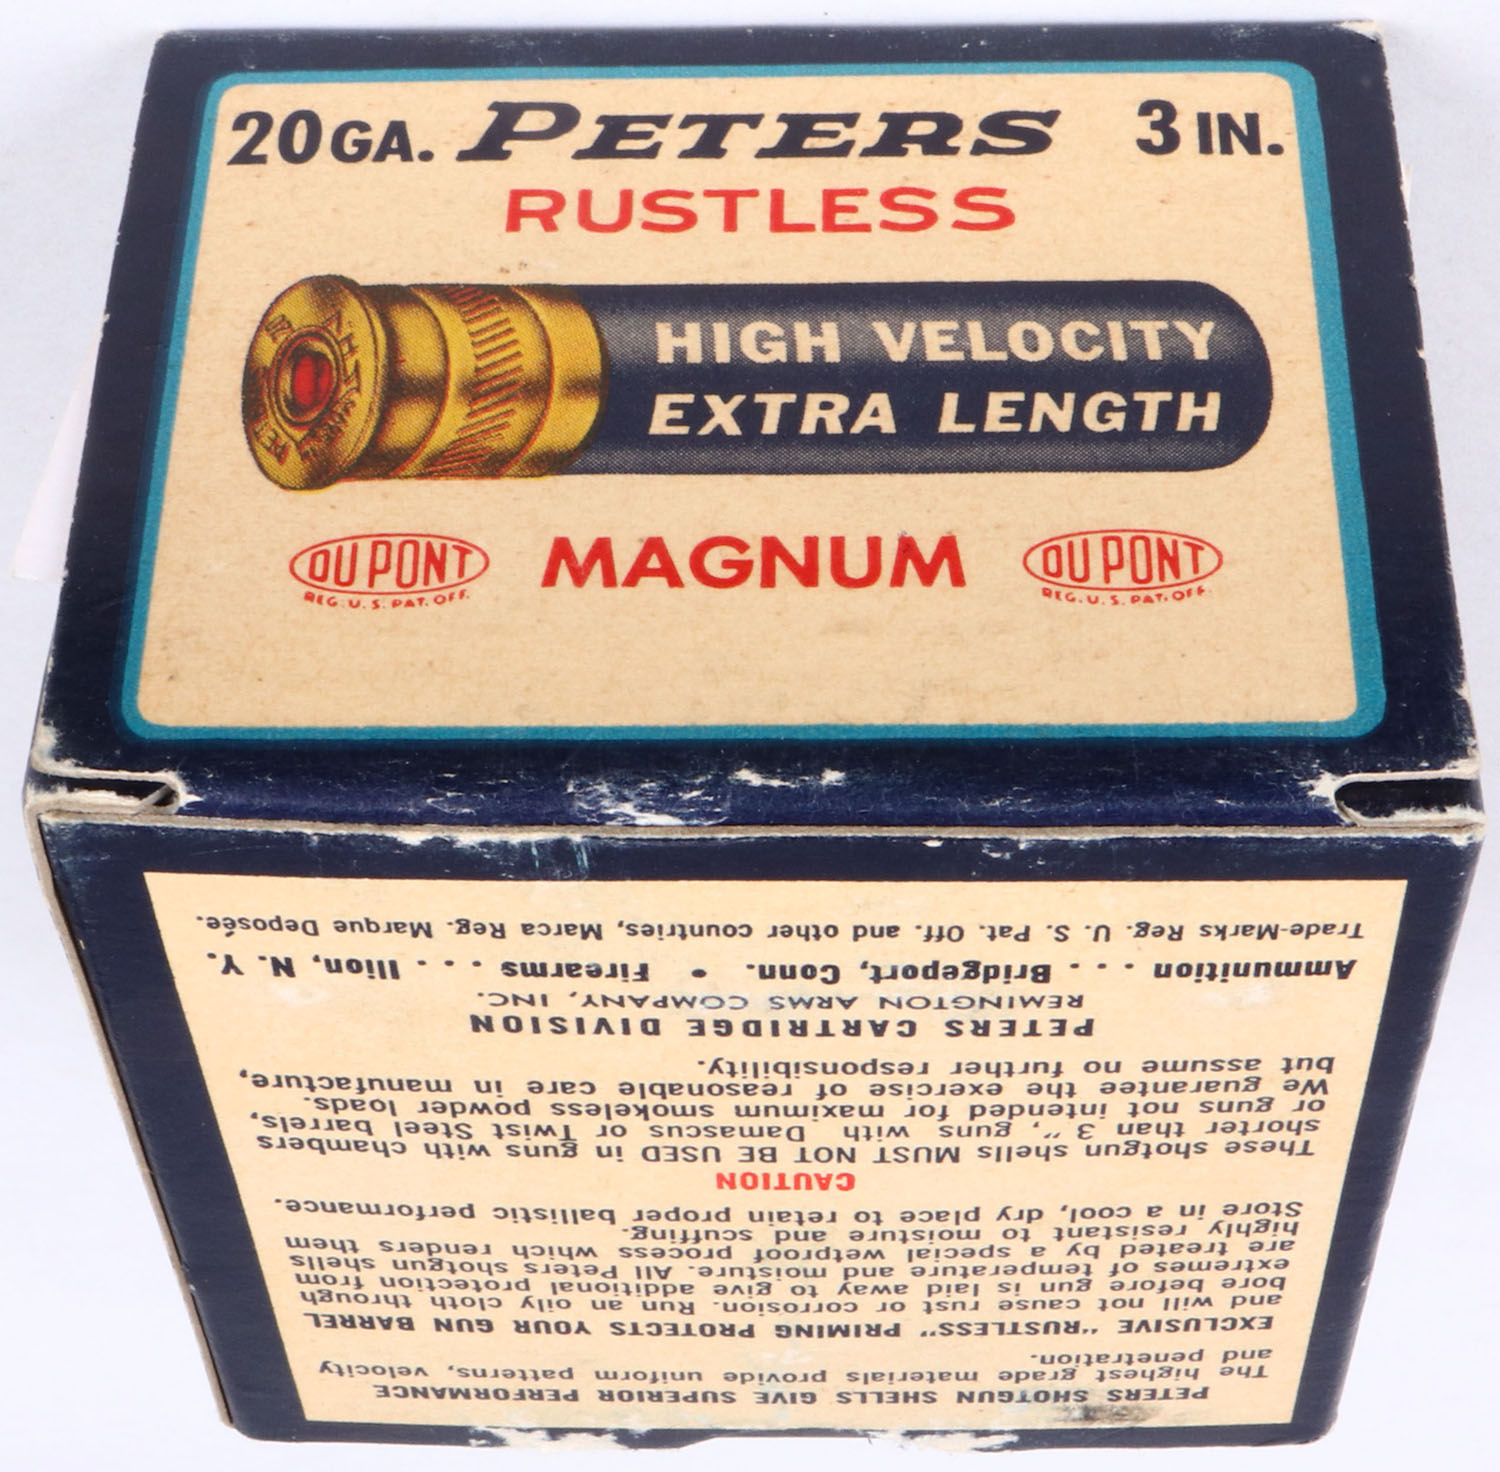 20 GA. PETERS 3 IN.
RUSTLESS
HIGH VELOCITY
EXTRA LENGTH
DU PONT MAGNUM DU PONT
REG. U. S. PAT. OFF. REG. U. S. PAT. OFF.
PETERS SHOTGUN SHELLS GIVE SUPERIOR PERFORMANCE
The highest grade materials provide uniform patterns, velocity
and penetration.
EXCLUSIVE "RUSTLESS" PRIMING PROTECTS YOUR GUN BARREL
and will not cause rust or corrosion. Run an oily cloth through
bore before gun is laid away to give additional protection from
extremes of temperature and moisture. All Peters shotgun shells
are treated by a special wetproof process which renders them
highly resistant to moisture and scuffing.
Store in a cool, dry place to retain proper ballistic performance.
CAUTION
These shotgun shells MUST NOT BE USED in guns with chambers
shorter than 3", guns with Damascus or Twist Steel barrels,
or guns not intended for maximum smokeless powder loads.
We guarantee the exercise of reasonable care in manufacture,
but assume no further responsibility.
PETERS CARTRIDGE DIVISION
REMINGTON ARMS COMPANY, INC.
Ammunition . . . Bridgeport, Conn. • Firearms . . . . Ilion, N. Y.
Trade-Marks Reg. U. S. Pat. Off. and other countries, Marca Reg. Marque Deposée.